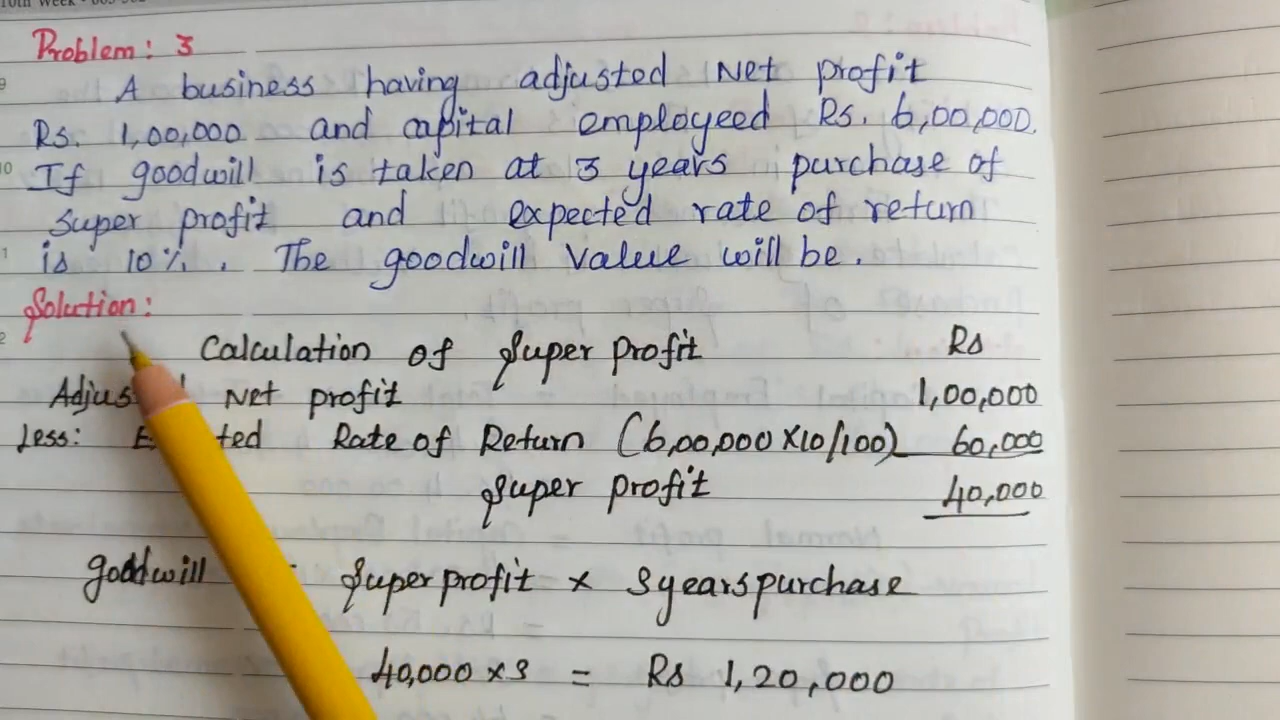 Problem: 3
A business having adjusted Net profit
Rs. 1,00,000 and capital employeed Rs. 6,00,000.
If goodwill is taken at 3 years purchase of
super profit and expected rate of return
is 10%. The goodwill value will be.
Solution:
Calculation of Super profit Rs
Net profit 1,00,000
Less: Rate of Return (6,00,000 X10/100) 60,000
Super profit 40,000
goodwill Super profit x 3 years purchase
40,000 x 3 = Rs 1,20,000